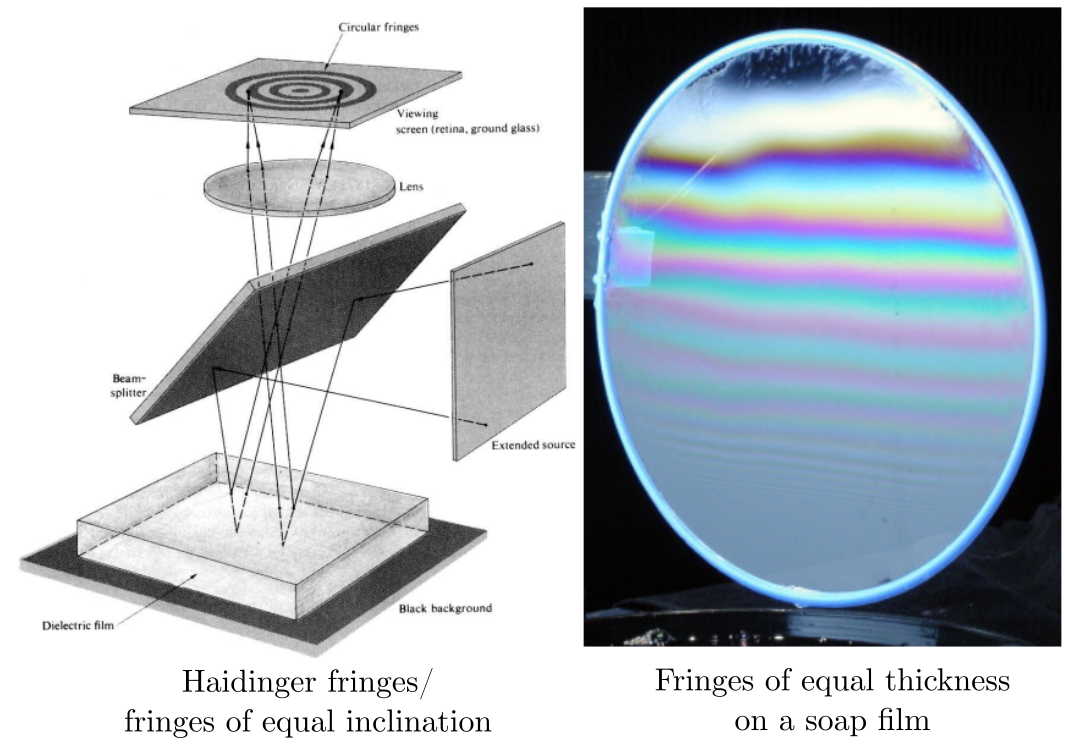 Circular fringes
Viewing
screen (retina, ground glass)
Lens
Beam-
splitter
Extended source
Black background
Dielectric film
Haidinger fringes/
fringes of equal inclination
Fringes of equal thickness
on a soap film